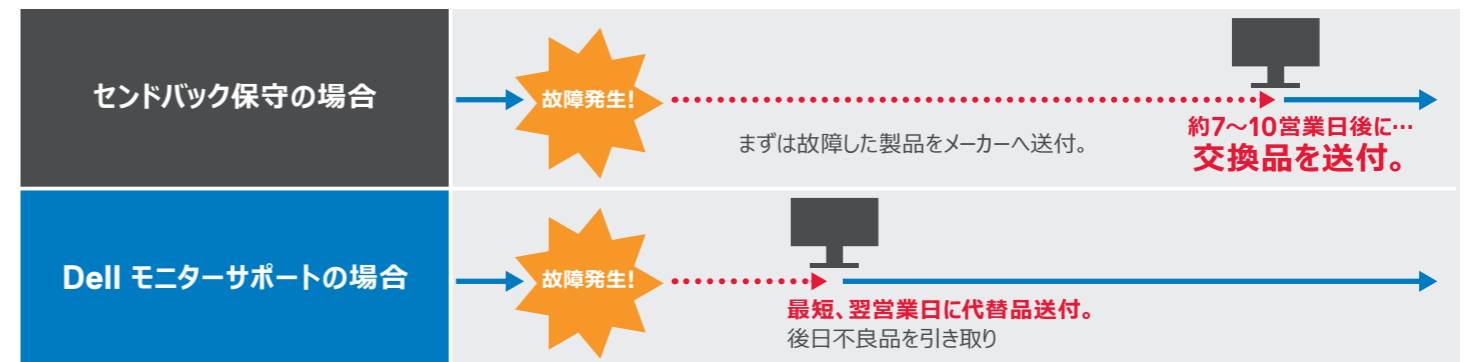 センドバック保守の場合
故障発生!
まずは故障した製品をメーカーへ送付。
約7～10営業日後に…
交換品を送付。
Dell モニターサポートの場合
故障発生!
最短、翌営業日に代替品送付。
後日不良品を引き取り